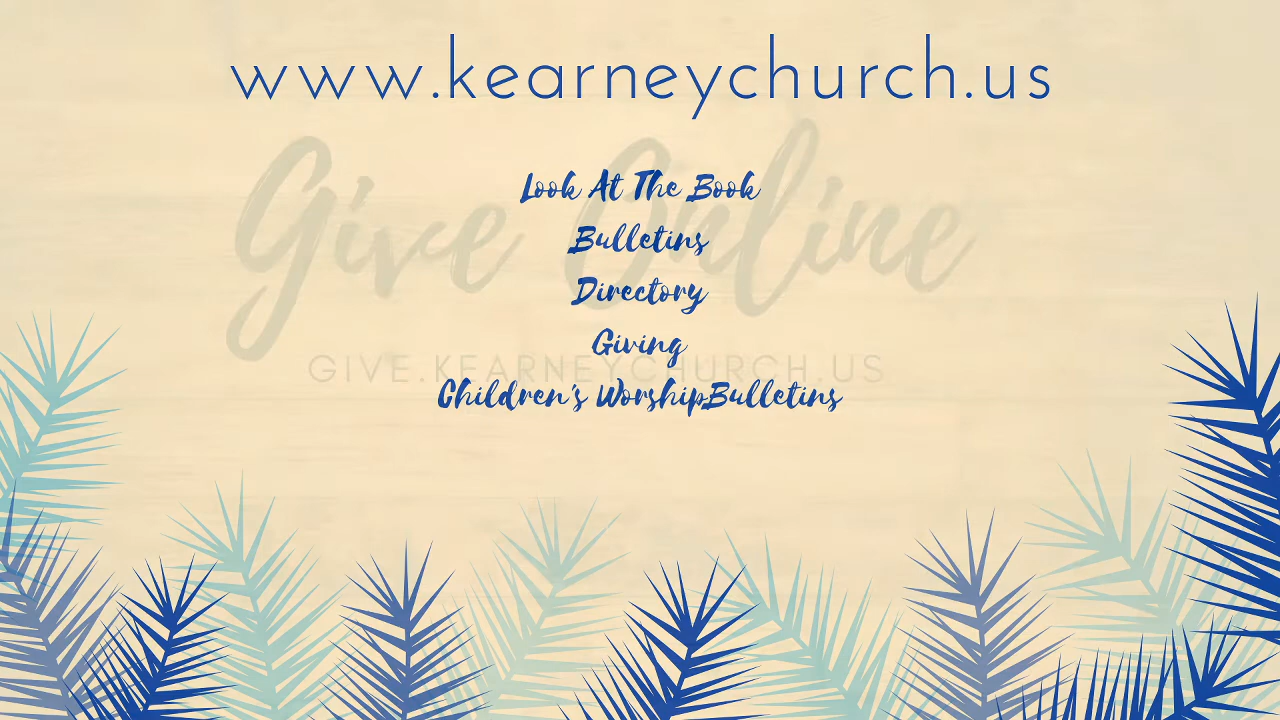 www.kearneychurch.us
Give Online
Look At The Book
Bulletins
Directory
Giving
GIVE.KEARNEYCHURCH.US
Children's WorshipBulletins